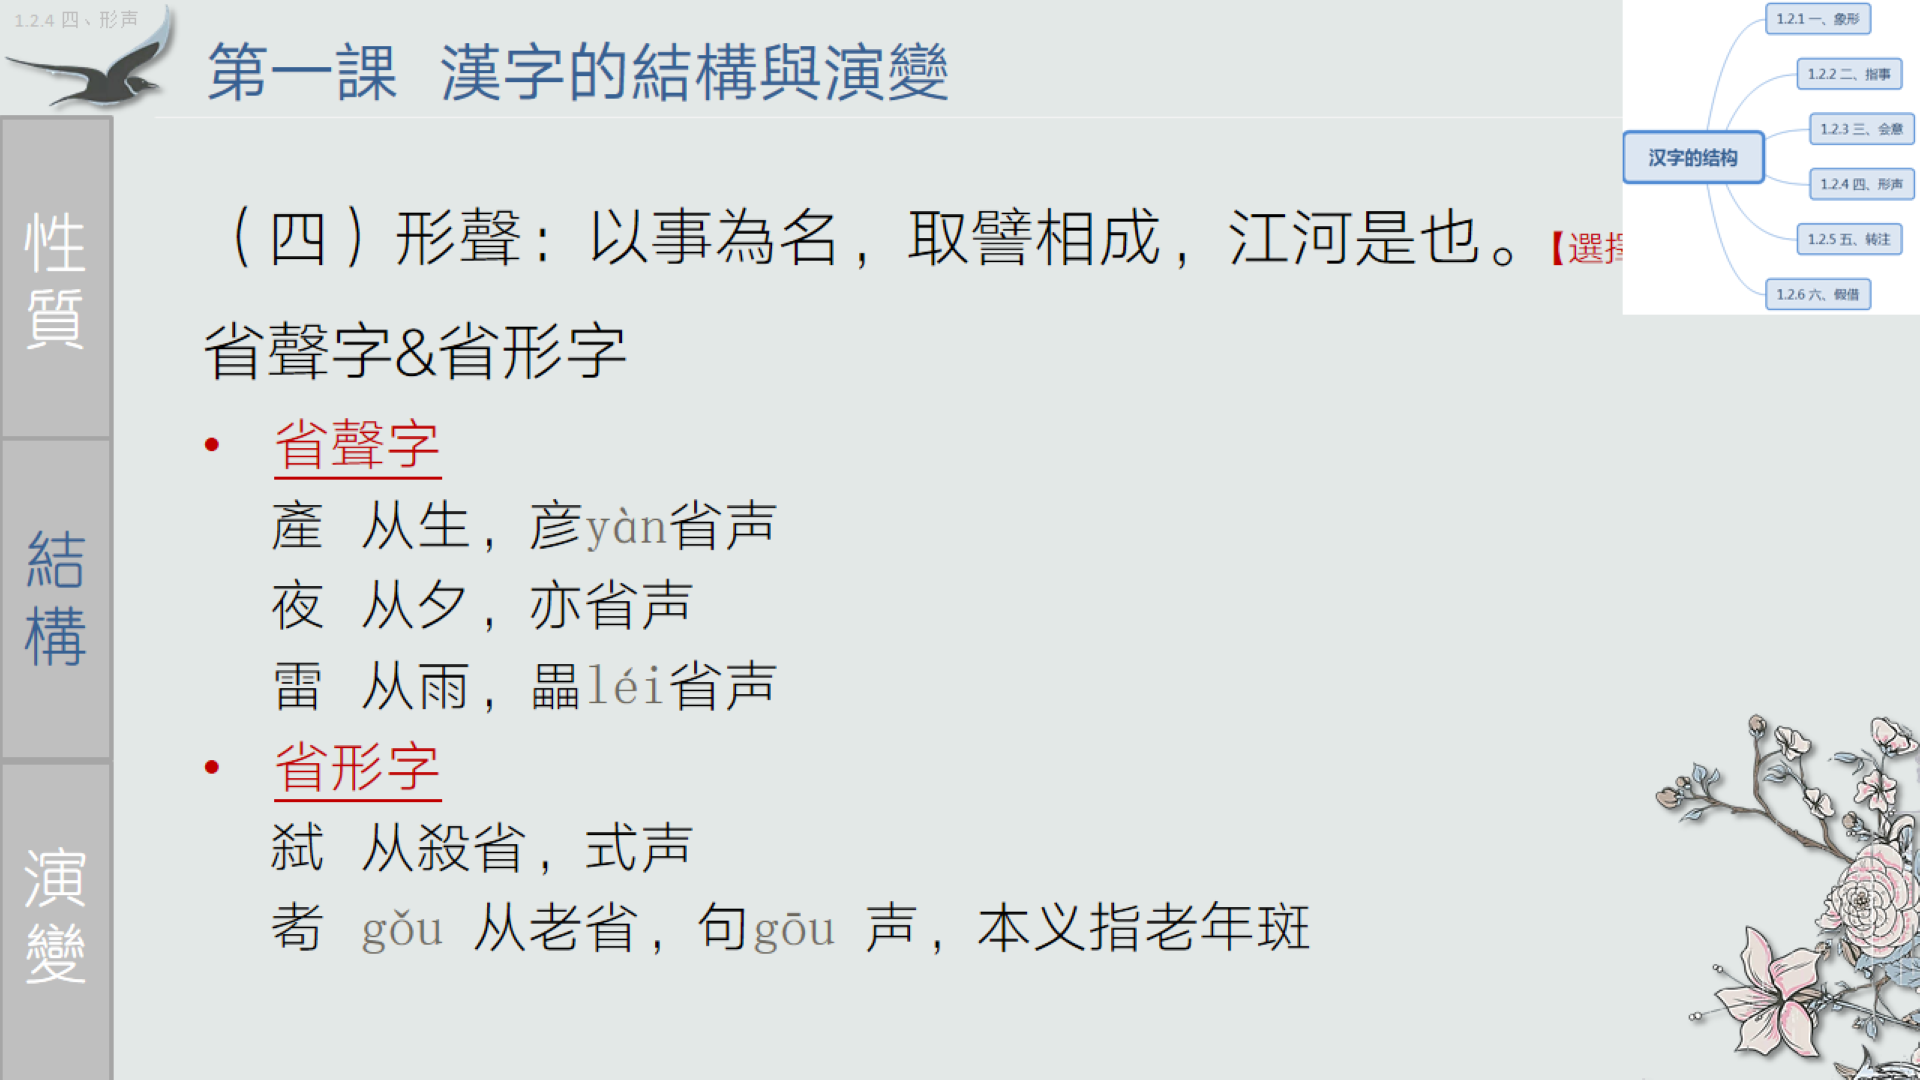 1.2.4 四、形声
第一課 漢字的結構與演變
汉字的结构
1.2.1 一、象形
1.2.2 二、指事
1.2.3 三、会意
1.2.4 四、形声
1.2.5 五、转注
1.2.6 六、假借
性質
結構
演變
（四）形聲：以事為名，取譬相成，江河是也。【選擇
省聲字&省形字
• 省聲字
產 从生，彦yàn省声
夜 从夕，亦省声
雷 从雨，畾léi省声
• 省形字
弑 从殺省，式声
耇 gǒu 从老省，句gōu 声，本义指老年斑